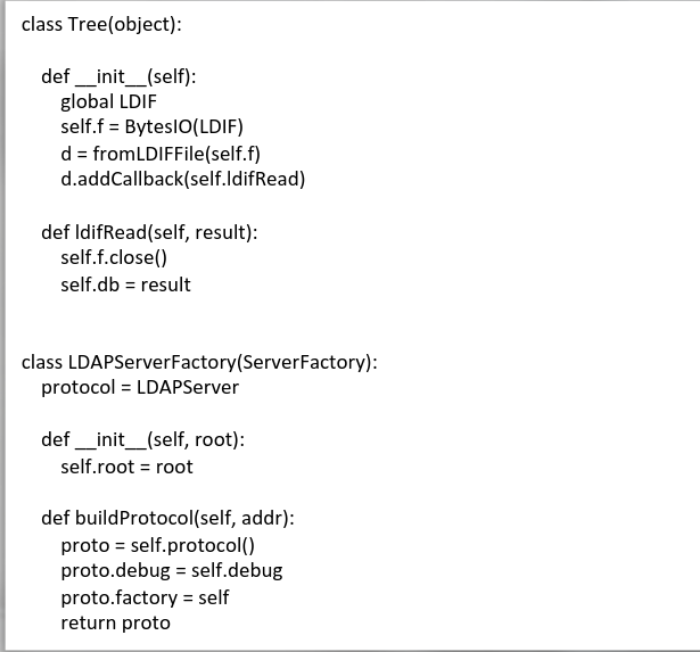 class Tree(object):
def __init__(self):
global LDIF
self.f = BytesIO(LDIF)
d = fromLDIFFile(self.f)
d.addCallback(self.ldifRead)
def ldifRead(self, result):
self.f.close()
self.db = result
class LDAPServerFactory(ServerFactory):
protocol = LDAPServer
def __init__(self, root):
self.root = root
def buildProtocol(self, addr):
proto = self.protocol()
proto.debug = self.debug
proto.factory = self
return proto